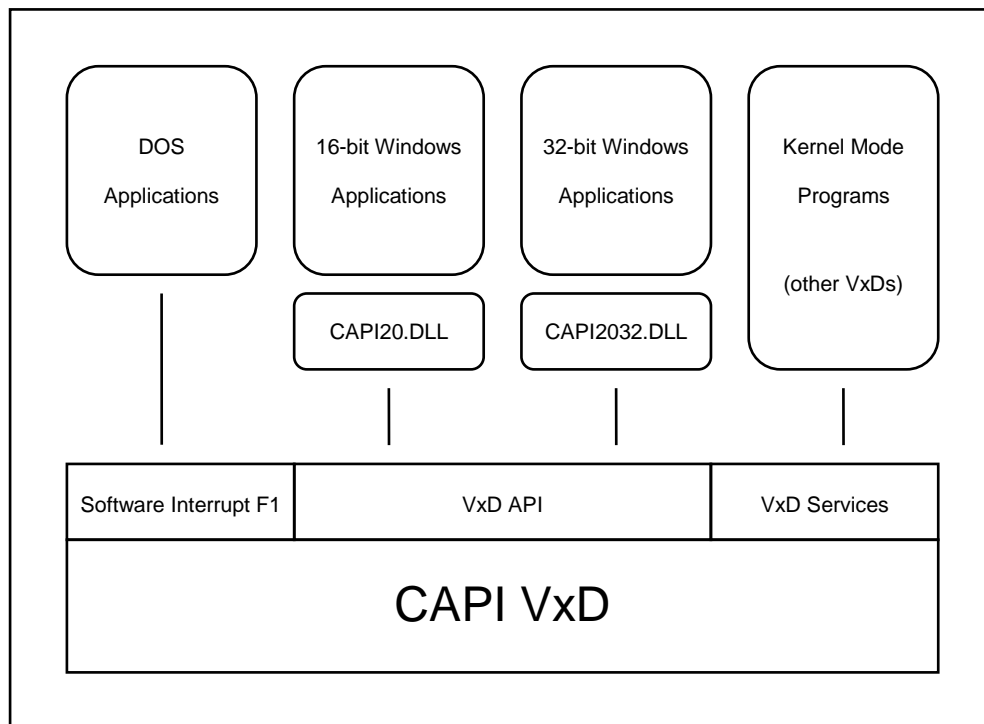 DOS
Applications
16-bit Windows
Applications
32-bit Windows
Applications
Kernel Mode
Programs
(other VxDs)
CAPI20.DLL
CAPI2032.DLL
Software Interrupt F1
VxD API
VxD Services
CAPI VxD